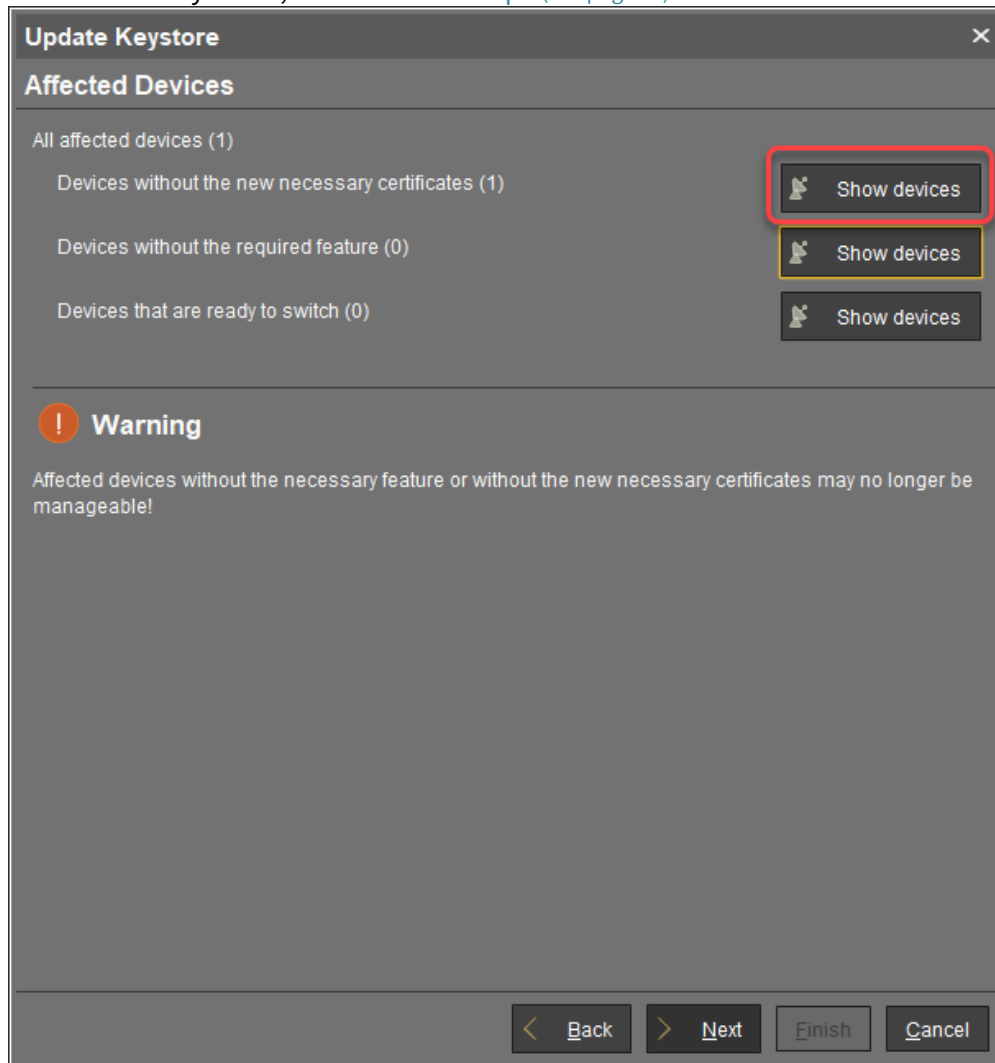 Update Keystore
Affected Devices
All affected devices (1)
Devices without the new necessary certificates (1)
Show devices
Devices without the required feature (0)
Show devices
Devices that are ready to switch (0)
Show devices
! Warning
Affected devices without the necessary feature or without the new necessary certificates may no longer be
manageable!
< Back > Next Finish Cancel